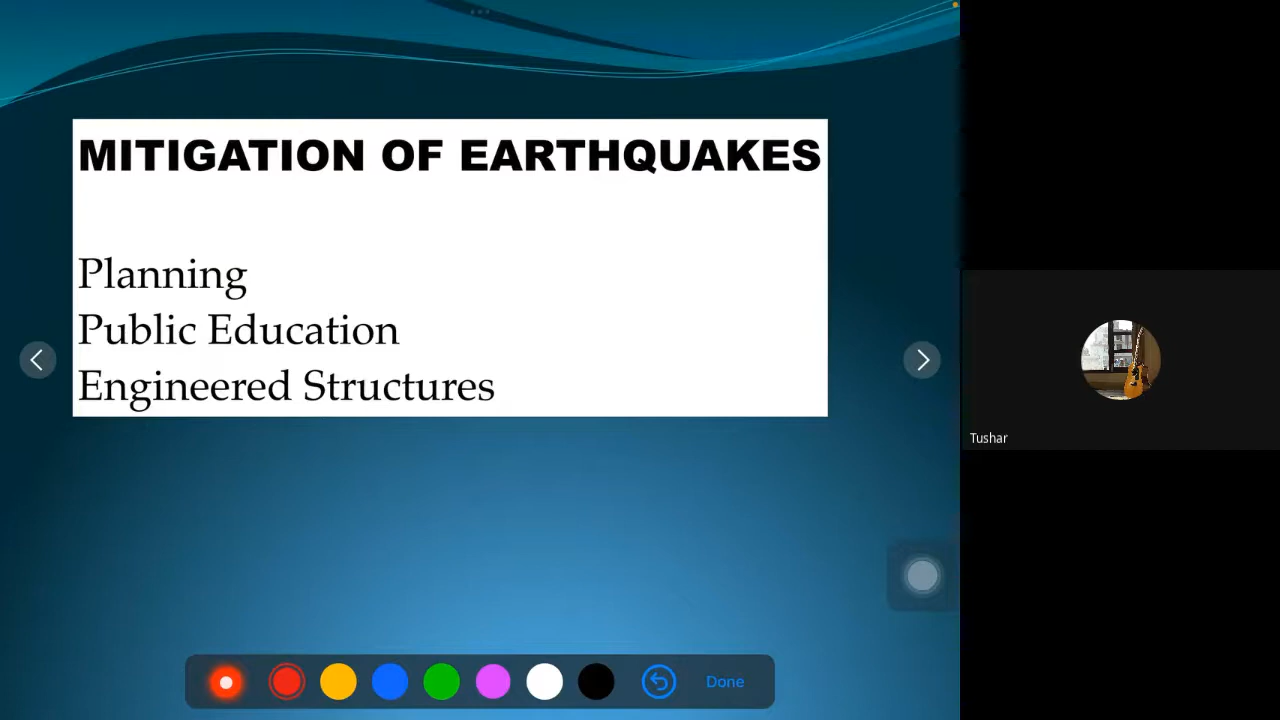 MITIGATION OF EARTHQUAKES
Planning
Public Education
Engineered Structures
Tushar
Done